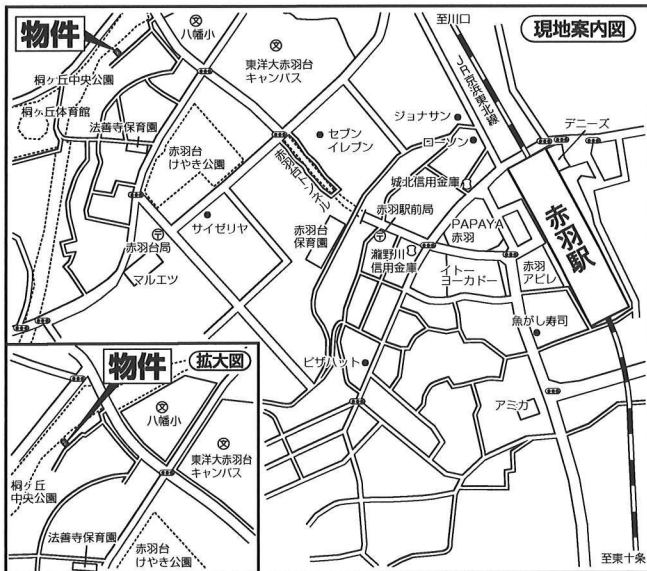 現地案内図
物件
八幡小
東洋大赤羽台
キャンパス
至川口
JR京浜東北線
桐ヶ丘中央公園
桐ヶ丘体育館
法善寺保育園
赤羽台
けやき公園
セブン
イレブン
赤羽台トンネル
ジョナサン
ローソン
デニーズ
城北信用金庫
赤羽駅前局
PAPAYA
赤羽
赤羽駅
サイゼリヤ
赤羽台
保育園
瀧野川
信用金庫
イトー
ヨーカドー
赤羽
アピレ
赤羽台局
マルエツ
魚がし寿司
ピザハット
アミカ
至東十条
物件
拡大図
八幡小
東洋大赤羽台
キャンパス
桐ヶ丘
中央公園
法善寺保育園
赤羽台
けやき公園